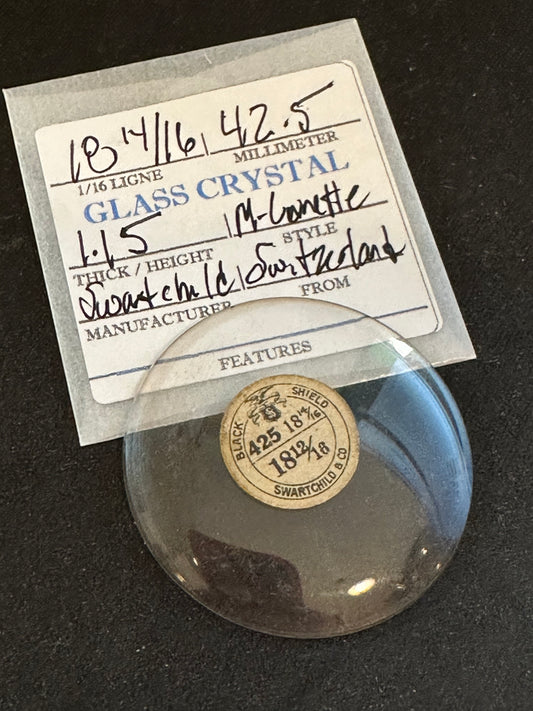 18 14/16 42.5
1/16 LIGNE MILLIMETER
GLASS CRYSTAL
1.15 M-Lunette
THICK / HEIGHT STYLE
Swartchild Switzerland
MANUFACTURER FROM
FEATURES
BLACK SHIELD
425 18 14/16
18 12/16
SWARTCHILD & CO